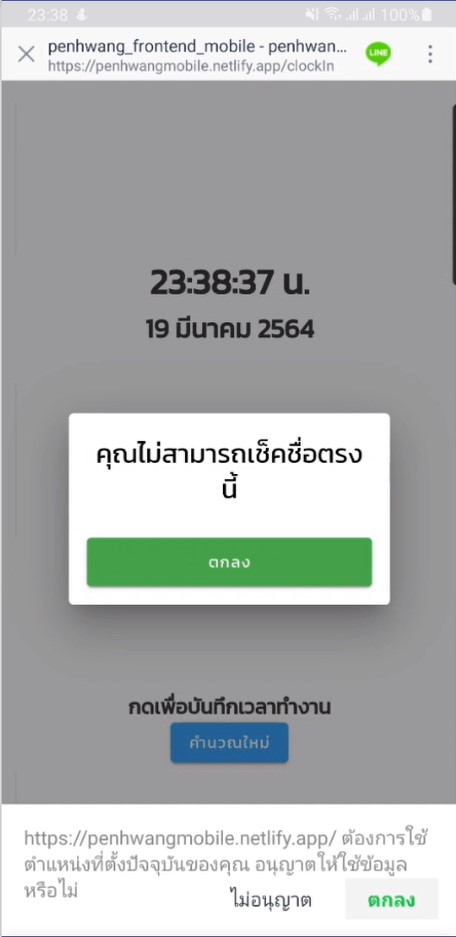 23:38 100%
penhwang_frontend_mobile - penhwan...
https://penhwangmobile.netlify.app/clockIn
LINE
23:38:37 น.
19 มีนาคม 2564
คุณไม่สามารถเช็คชื่อตรง
นี้
ตกลง
กดเพื่อบันทึกเวลาทำงาน
คำนวณใหม่
https://penhwangmobile.netlify.app/ ต้องการใช้
ตำแหน่งที่ตั้งปัจจุบันของคุณ อนุญาตให้ใช้ข้อมูล
หรือไม่
ไม่อนุญาต ตกลง